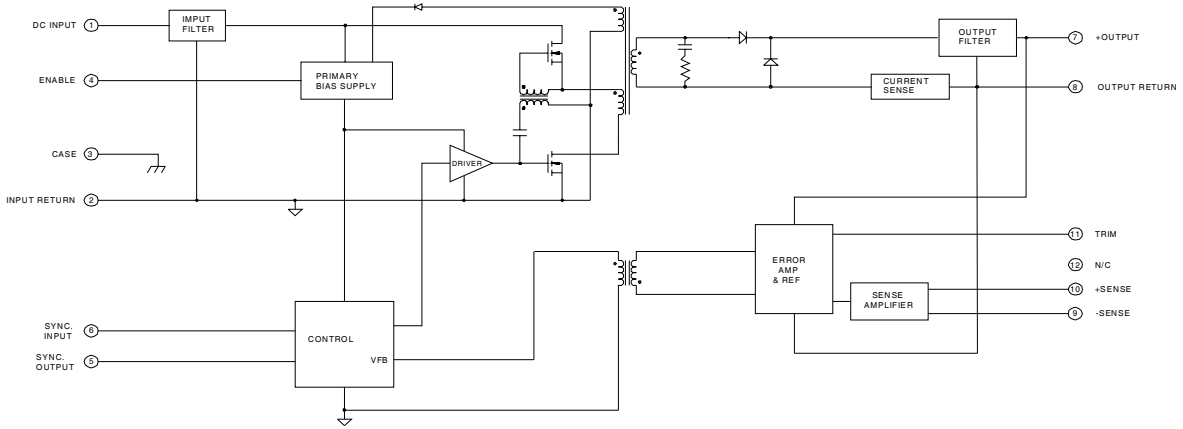 DC INPUT
1
IMPUT
FILTER
ENABLE
4
PRIMARY
BIAS SUPPLY
CASE
3
DRIVER
INPUT RETURN
2
OUTPUT
FILTER
7
+OUTPUT
CURRENT
SENSE
8
OUTPUT RETURN
ERROR
AMP
& REF
11
TRIM
12
N/C
SENSE
AMPLIFIER
10
+SENSE
9
-SENSE
SYNC.
INPUT
6
SYNC.
OUTPUT
5
CONTROL
VFB